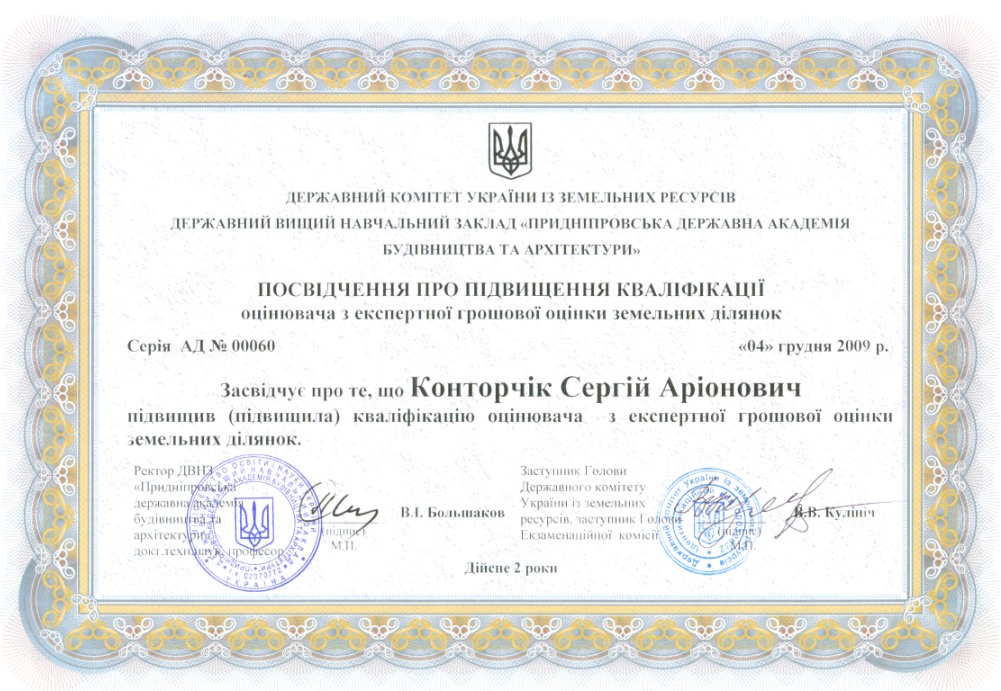 ДЕРЖАВНИЙ КОМІТЕТ УКРАЇНИ ІЗ ЗЕМЕЛЬНИХ РЕСУРСІВ
ДЕРЖАВНИЙ ВИЩИЙ НАВЧАЛЬНИЙ ЗАКЛАД «ПРИДНІПРОВСЬКА ДЕРЖАВНА АКАДЕМІЯ
БУДІВНИЦТВА ТА АРХІТЕКТУРИ»
ПОСВІДЧЕННЯ ПРО ПІДВИЩЕННЯ КВАЛІФІКАЦІЇ
оцінювача з експертної грошової оцінки земельних ділянок
Серія АД № 00060 «04» грудня 2009 р.
Засвідчує про те, що Конторчік Сергій Аріонович
підвищив (підвищила) кваліфікацію оцінювача з експертної грошової оцінки
земельних ділянок.
Ректор ДВНЗ
«Придніпровська
державна академія
будівництва та
архітектури»
докт.техн.наук, професор
(підпис)
М.П.
В.І. Большаков
Заступник Голови
Державного комітету
України із земельних
ресурсів, заступник Голови
Екзаменаційної комісії
(підпис)
М.П.
В.В. Кулініч
Дійсне 2 роки